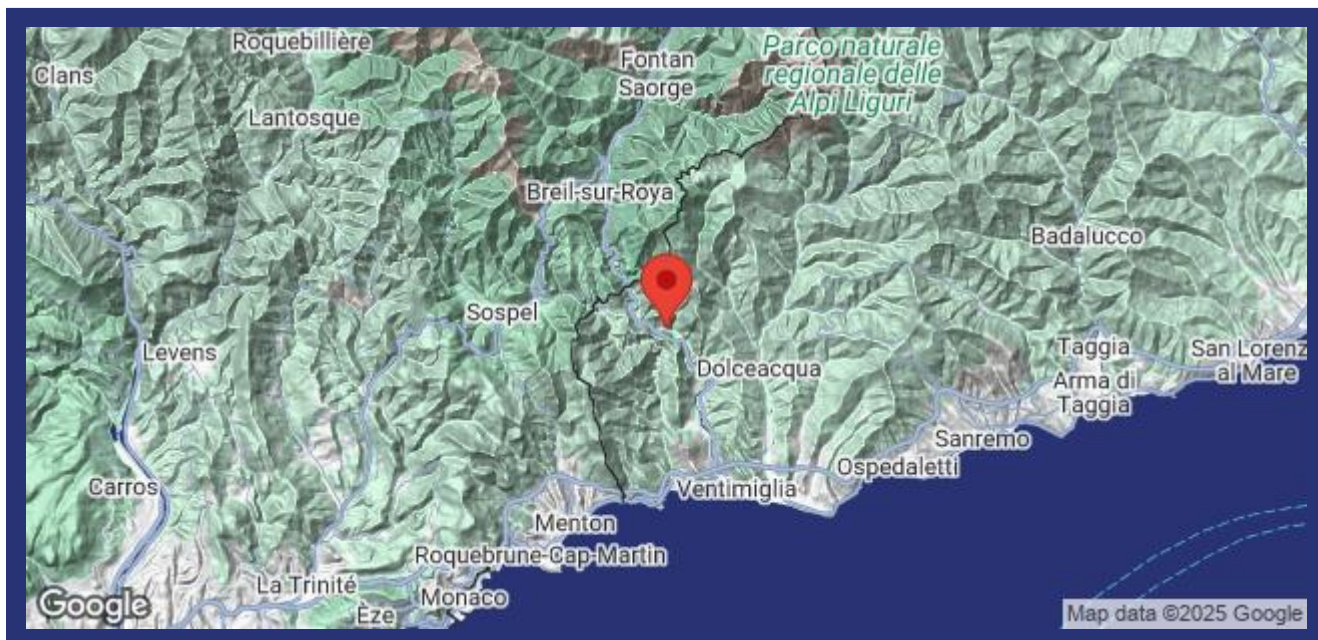 Roquebillière
Clans
Lantosque
Fontan
Saorge
Parco naturale
regionale delle
Alpi Liguri
Breil-sur-Roya
Badalucco
Sospel
Levens
Dolceacqua
Taggia
San Lorenz
al Mare
Arma di
Taggia
Sanremo
Ospedaletti
Carros
Ventimiglia
Menton
Roquebrune-Cap-Martin
La Trinité
Monaco
Èze
Google
Map data ©2025 Google